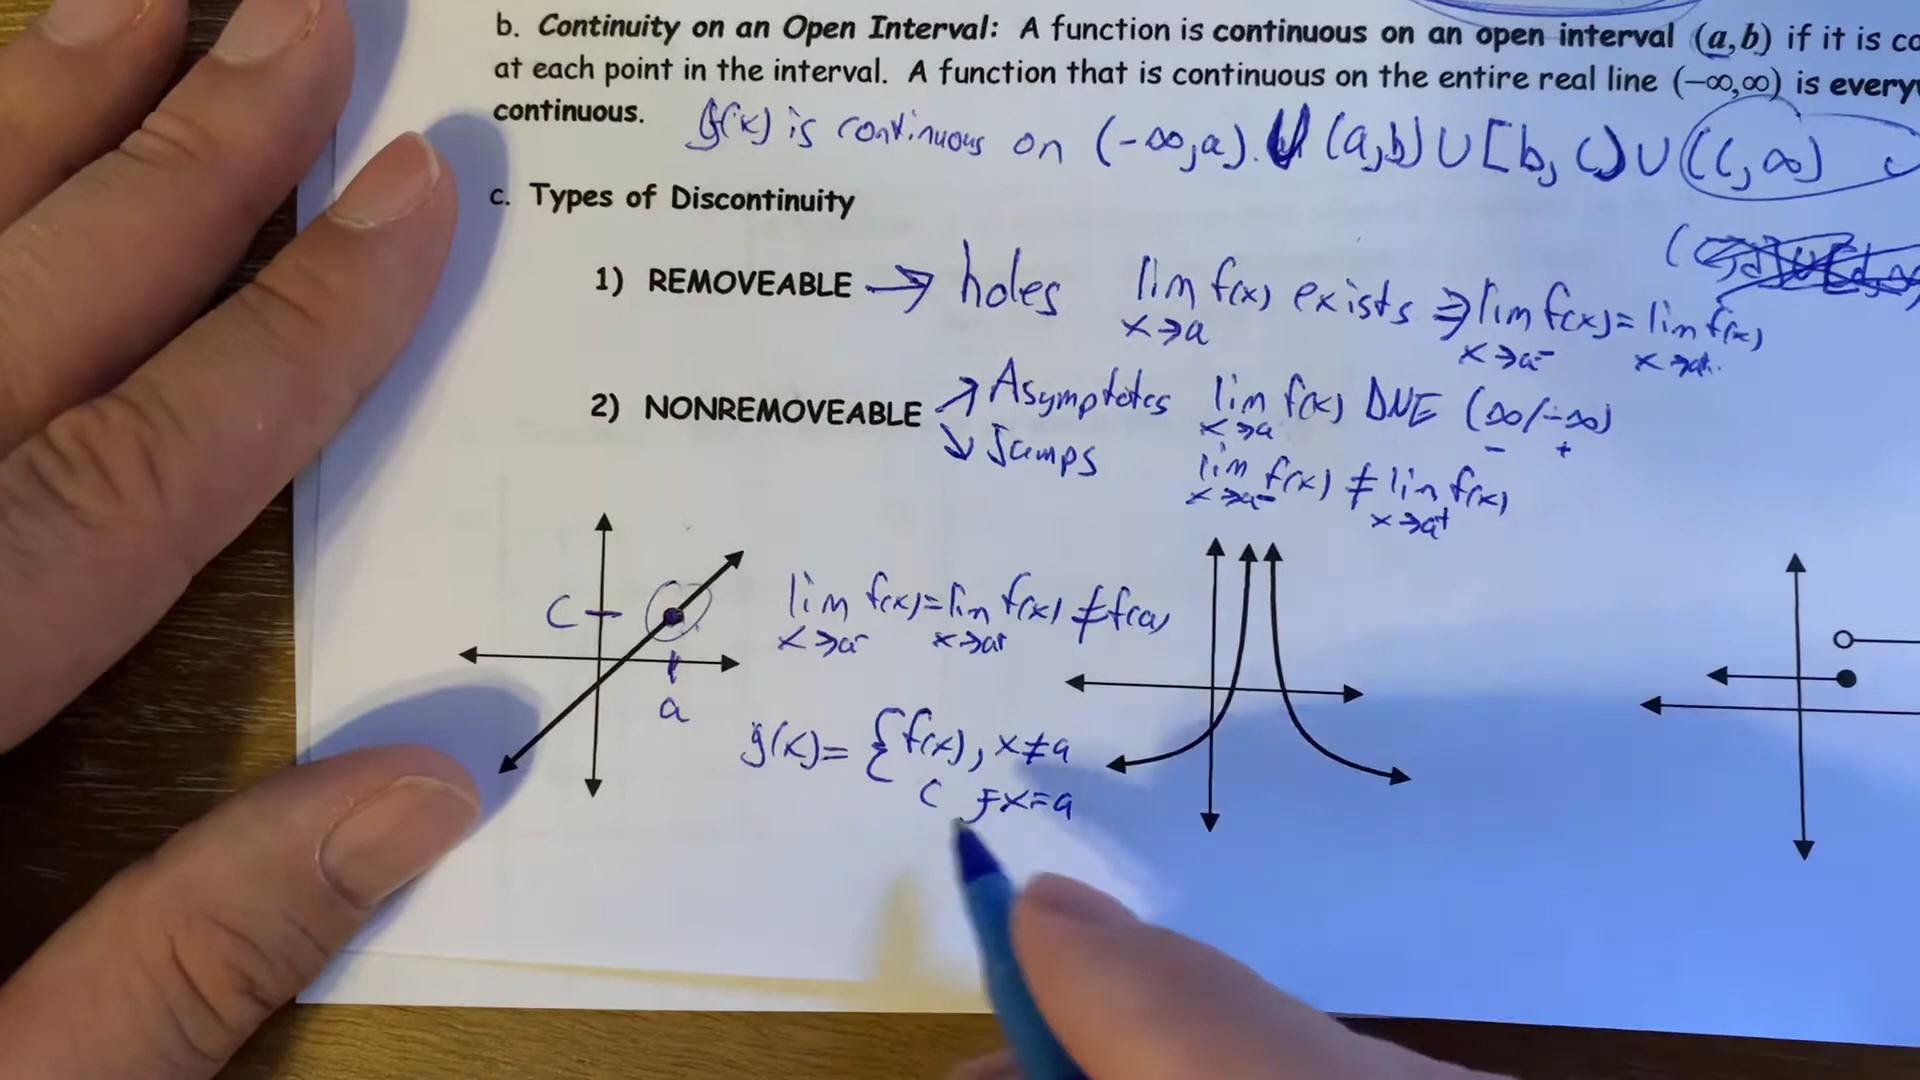 b. Continuity on an Open Interval: A function is continuous on an open interval (a,b) if it is co
at each point in the interval. A function that is continuous on the entire real line (−∞,∞) is every
continuous. g(x) is continuous on (-∞,a). U (a,b) U [b, c) U (c, ∞)
c. Types of Discontinuity
1) REMOVEABLE → holes lim f(x) exists ⇒ lim f(x) = lim f(x)
x→a x→a⁻ x→a⁺
2) NONREMOVEABLE ↗ Asymptotes lim f(x) DNE (∞/-∞)
x→a - +
↘ Jumps lim f(x) ≠ lim f(x)
x→a⁻ x→a⁺
C lim f(x) = lim f(x) ≠ f(a)
x→a⁻ x→a⁺
a
g(x) = { f(x), x≠a
C , x=a